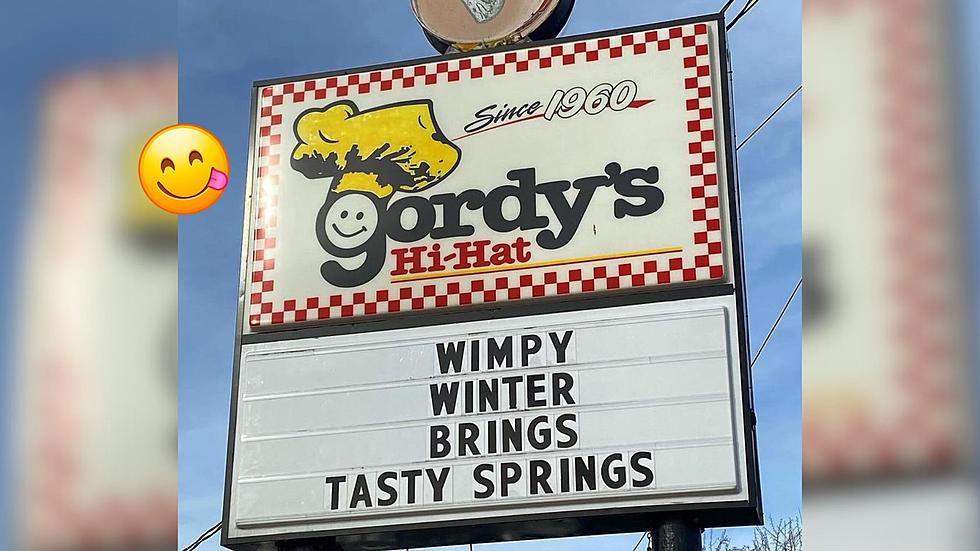 Since 1960
gordy's
Hi-Hat
WIMPY
WINTER
BRINGS
TASTY SPRINGS